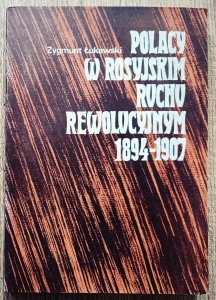 Zygmunt Łukawski
POLACY
W ROSYJSKIM
RUCHU
REWOLUCYJNYM
1894-1907